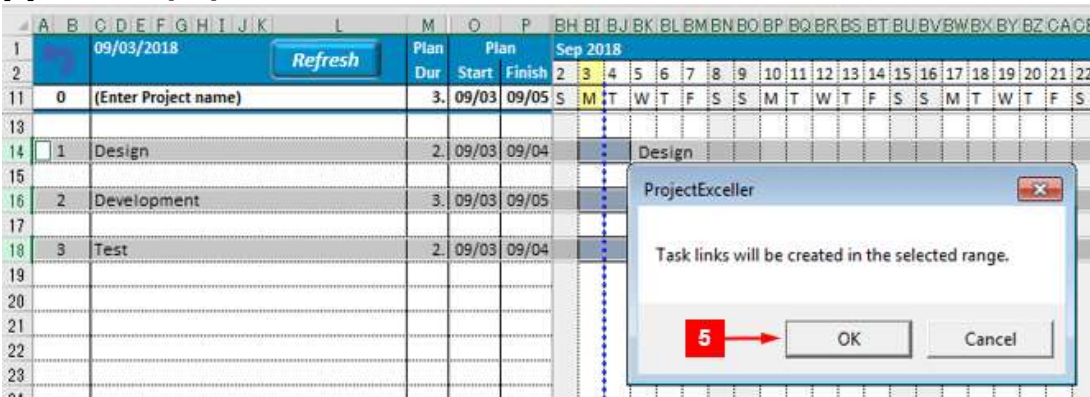 A B C D E F G H I J K L M O P BH BI BJ BK BL BM BN BO BP BQ BR BS BT BU BV BW BX BY BZ CA
1 09/03/2018 Refresh Plan Plan Sep 2018
2 Dur Start Finish 2 3 4 5 6 7 8 9 10 11 12 13 14 15 16 17 18 19 20 21 22
11 0 (Enter Project name) 3. 09/03 09/05 S M T W T F S S M T W T F S S M T W T F S
13
14 1 Design 2. 09/03 09/04 Design
15
16 2 Development 3. 09/03 09/05
17
18 3 Test 2. 09/03 09/04
19
20
21
22
23
ProjectExceller
Task links will be created in the selected range.
5 OK Cancel